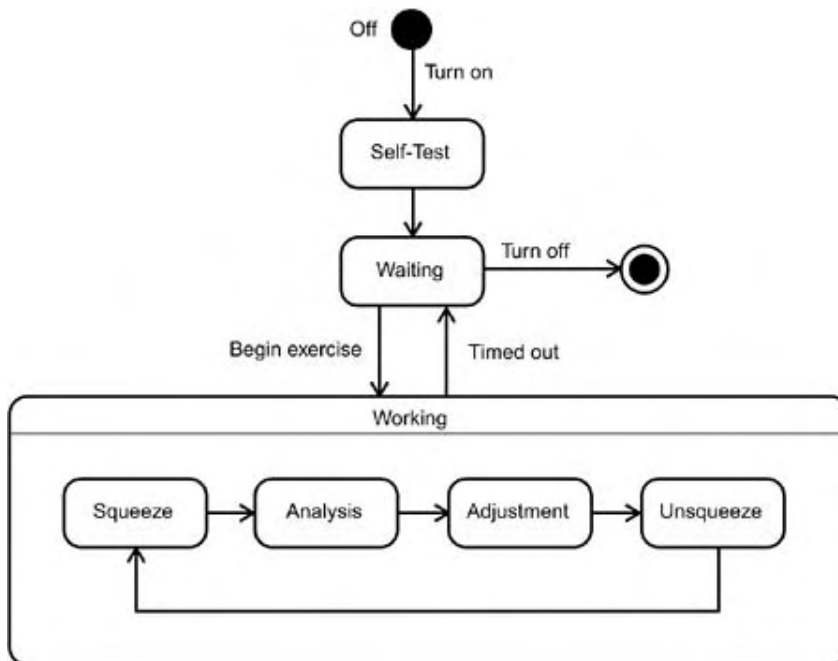 Off
Turn on
Self-Test
Waiting
Turn off
Begin exercise
Timed out
Working
Squeeze
Analysis
Adjustment
Unsqueeze